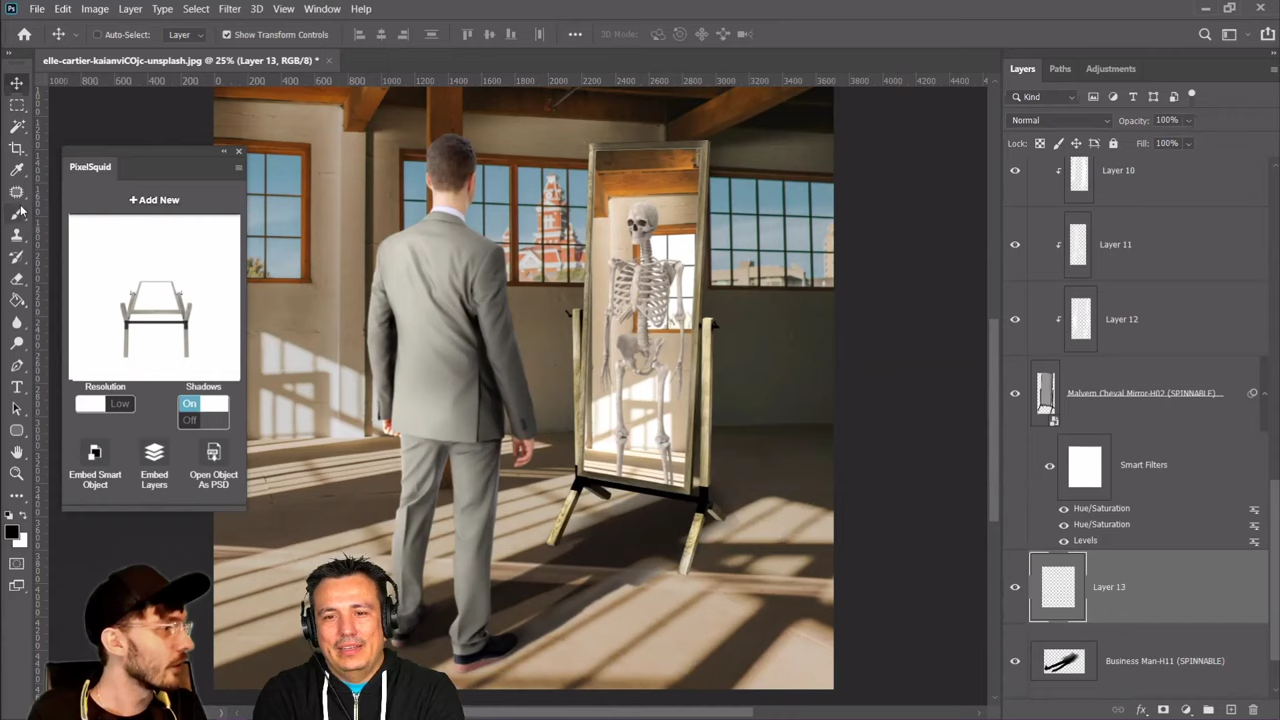 Ps File Edit Image Layer Type Select Filter 3D View Window Help
Auto-Select: Layer Show Transform Controls 3D Mode:
elle-cartier-kaianviCOjc-unsplash.jpg @ 25% (Layer 13, RGB/8) *
1000 800 600 400 200 0 200 400 600 800 1000 1200 1400 1600 1800 2000 2200 2400 2600 2800 3000 3200 3400 3600 3800 4000 4200 4400 4600
PixelSquid
+ Add New
Resolution Shadows
Low On
Off
Embed Smart Object
Embed Layers
Open Object As PSD
Layers Paths Adjustments
Kind
Normal Opacity: 100%
Lock: Fill: 100%
Layer 10
Layer 11
Layer 12
Malvern Cheval Mirror-H02 (SPINNABLE)
Smart Filters
Hue/Saturation
Hue/Saturation
Levels
Layer 13
Business Man-H11 (SPINNABLE)
fx